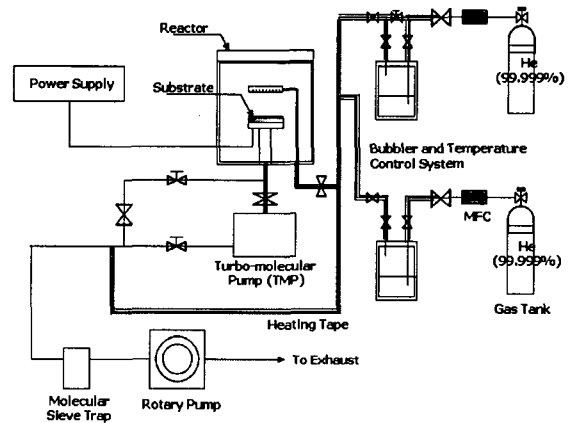 Reactor
Power Supply
Substrate
He
(99.999%)
Bubbler and Temperature
Control System
MFC
He
(99.999%)
Turbo-molecular
Pump (TMP)
Gas Tank
Heating Tape
To Exhaust
Molecular
Sieve Trap
Rotary Pump